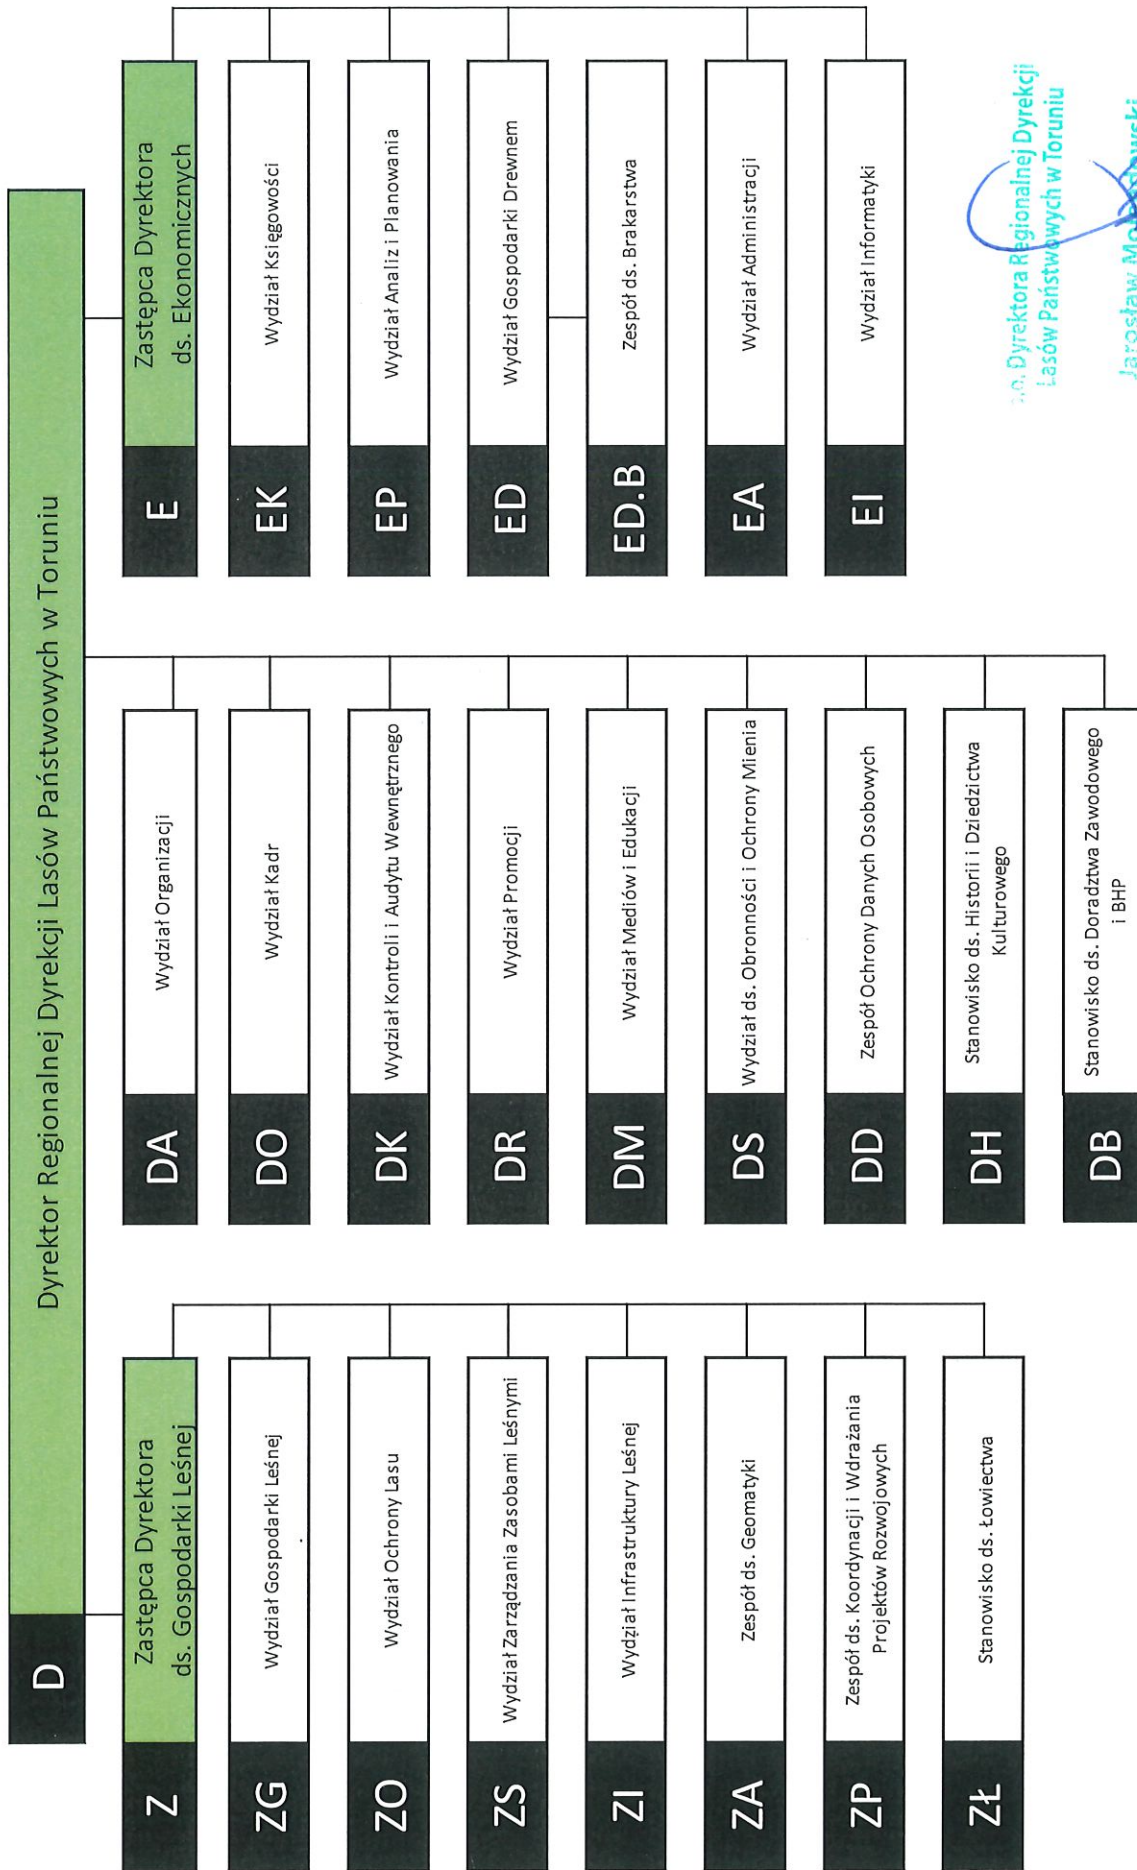 D
Dyrektor Regionalnej Dyrekcji Lasów Państwowych w Toruniu
Z
Zastępca Dyrektora
ds. Gospodarki Leśnej
ZG
Wydział Gospodarki Leśnej
ZO
Wydział Ochrony Lasu
ZS
Wydział Zarządzania Zasobami Leśnymi
ZI
Wydział Infrastruktury Leśnej
ZA
Zespół ds. Geomatyki
ZP
Zespół ds. Koordynacji i Wdrażania
Projektów Rozwojowych
ZŁ
Stanowisko ds. Łowiectwa
DA
Wydział Organizacji
DO
Wydział Kadr
DK
Wydział Kontroli i Audytu Wewnętrznego
DR
Wydział Promocji
DM
Wydział Mediów i Edukacji
DS
Wydział ds. Obronności i Ochrony Mienia
DD
Zespół Ochrony Danych Osobowych
DH
Stanowisko ds. Historii i Dziedzictwa
Kulturowego
DB
Stanowisko ds. Doradztwa Zawodowego
i BHP
E
Zastępca Dyrektora
ds. Ekonomicznych
EK
Wydział Księgowości
EP
Wydział Analiz i Planowania
ED
Wydział Gospodarki Drewnem
ED.B
Zespół ds. Brakarstwa
EA
Wydział Administracji
EI
Wydział Informatyki
p.o. Dyrektora Regionalnej Dyrekcji
Lasów Państwowych w Toruniu
Jarosław